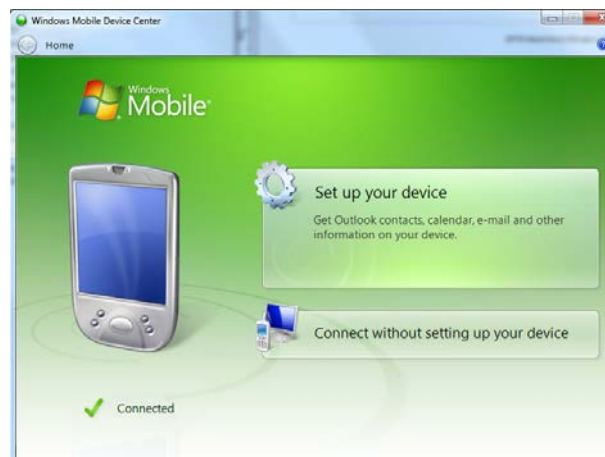 Windows Mobile Device Center
Home
Windows
Mobile®
Set up your device
Get Outlook contacts, calendar, e-mail and other
information on your device.
Connect without setting up your device
Connected